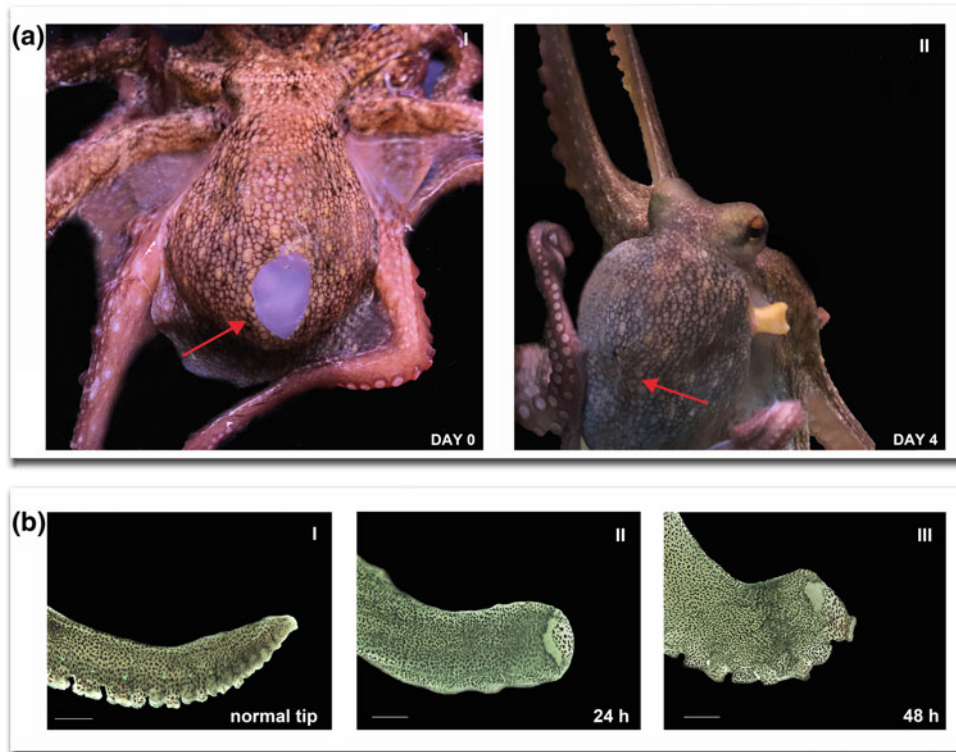 (a)
I
II
DAY 0
DAY 4
(b)
I
II
III
normal tip
24 h
48 h